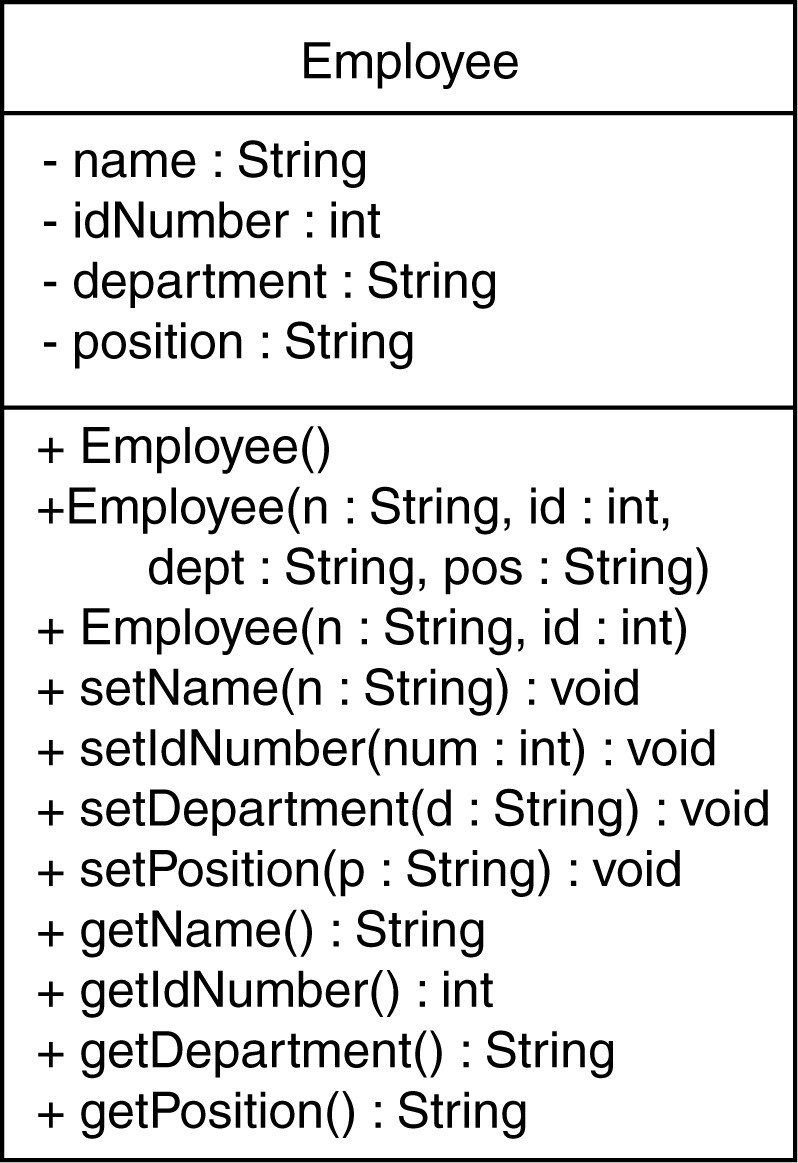 Employee
- name : String
- idNumber : int
- department : String
- position : String
+ Employee()
+Employee(n : String, id : int,
dept : String, pos : String)
+ Employee(n : String, id : int)
+ setName(n : String) : void
+ setIdNumber(num : int) : void
+ setDepartment(d : String) : void
+ setPosition(p : String) : void
+ getName() : String
+ getIdNumber() : int
+ getDepartment() : String
+ getPosition() : String